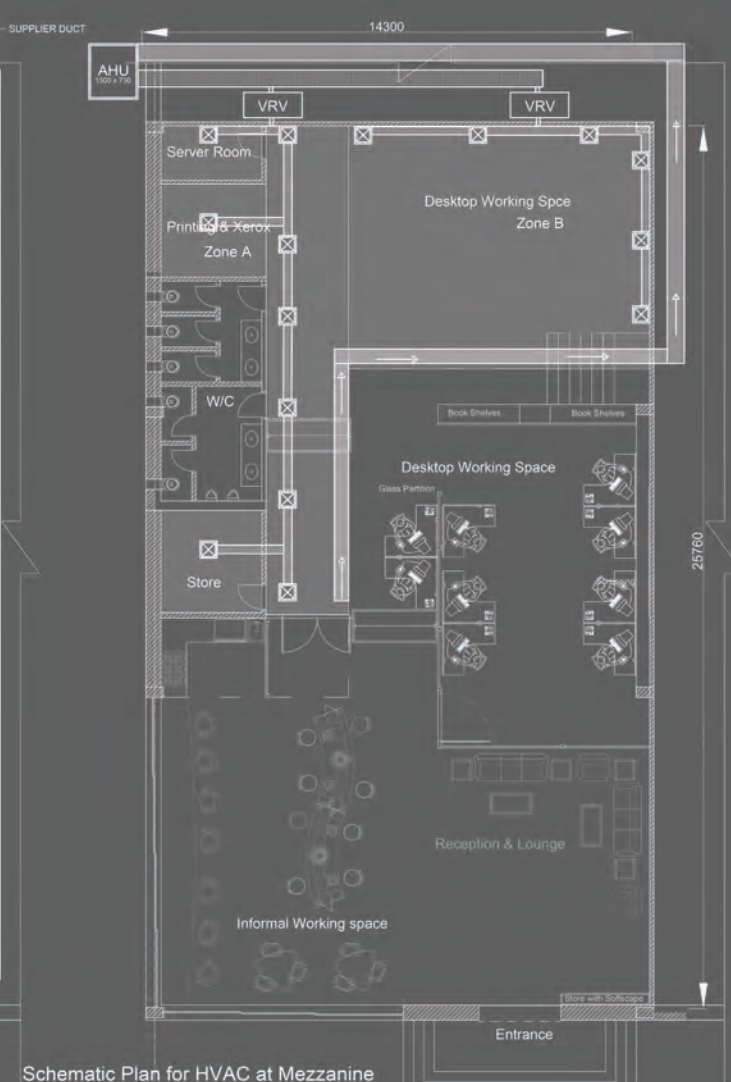 SUPPLIER DUCT
14300
AHU
1500 x 750
VRV
VRV
Server Room
Desktop Working Spce
Zone B
Printing & Xerox
Zone A
W/C
Book Shelves
Book Shelves
Desktop Working Space
Glass Partition
25760
Store
Reception & Lounge
Informal Working space
Store with Softscape
Entrance
Schematic Plan for HVAC at Mezzanine